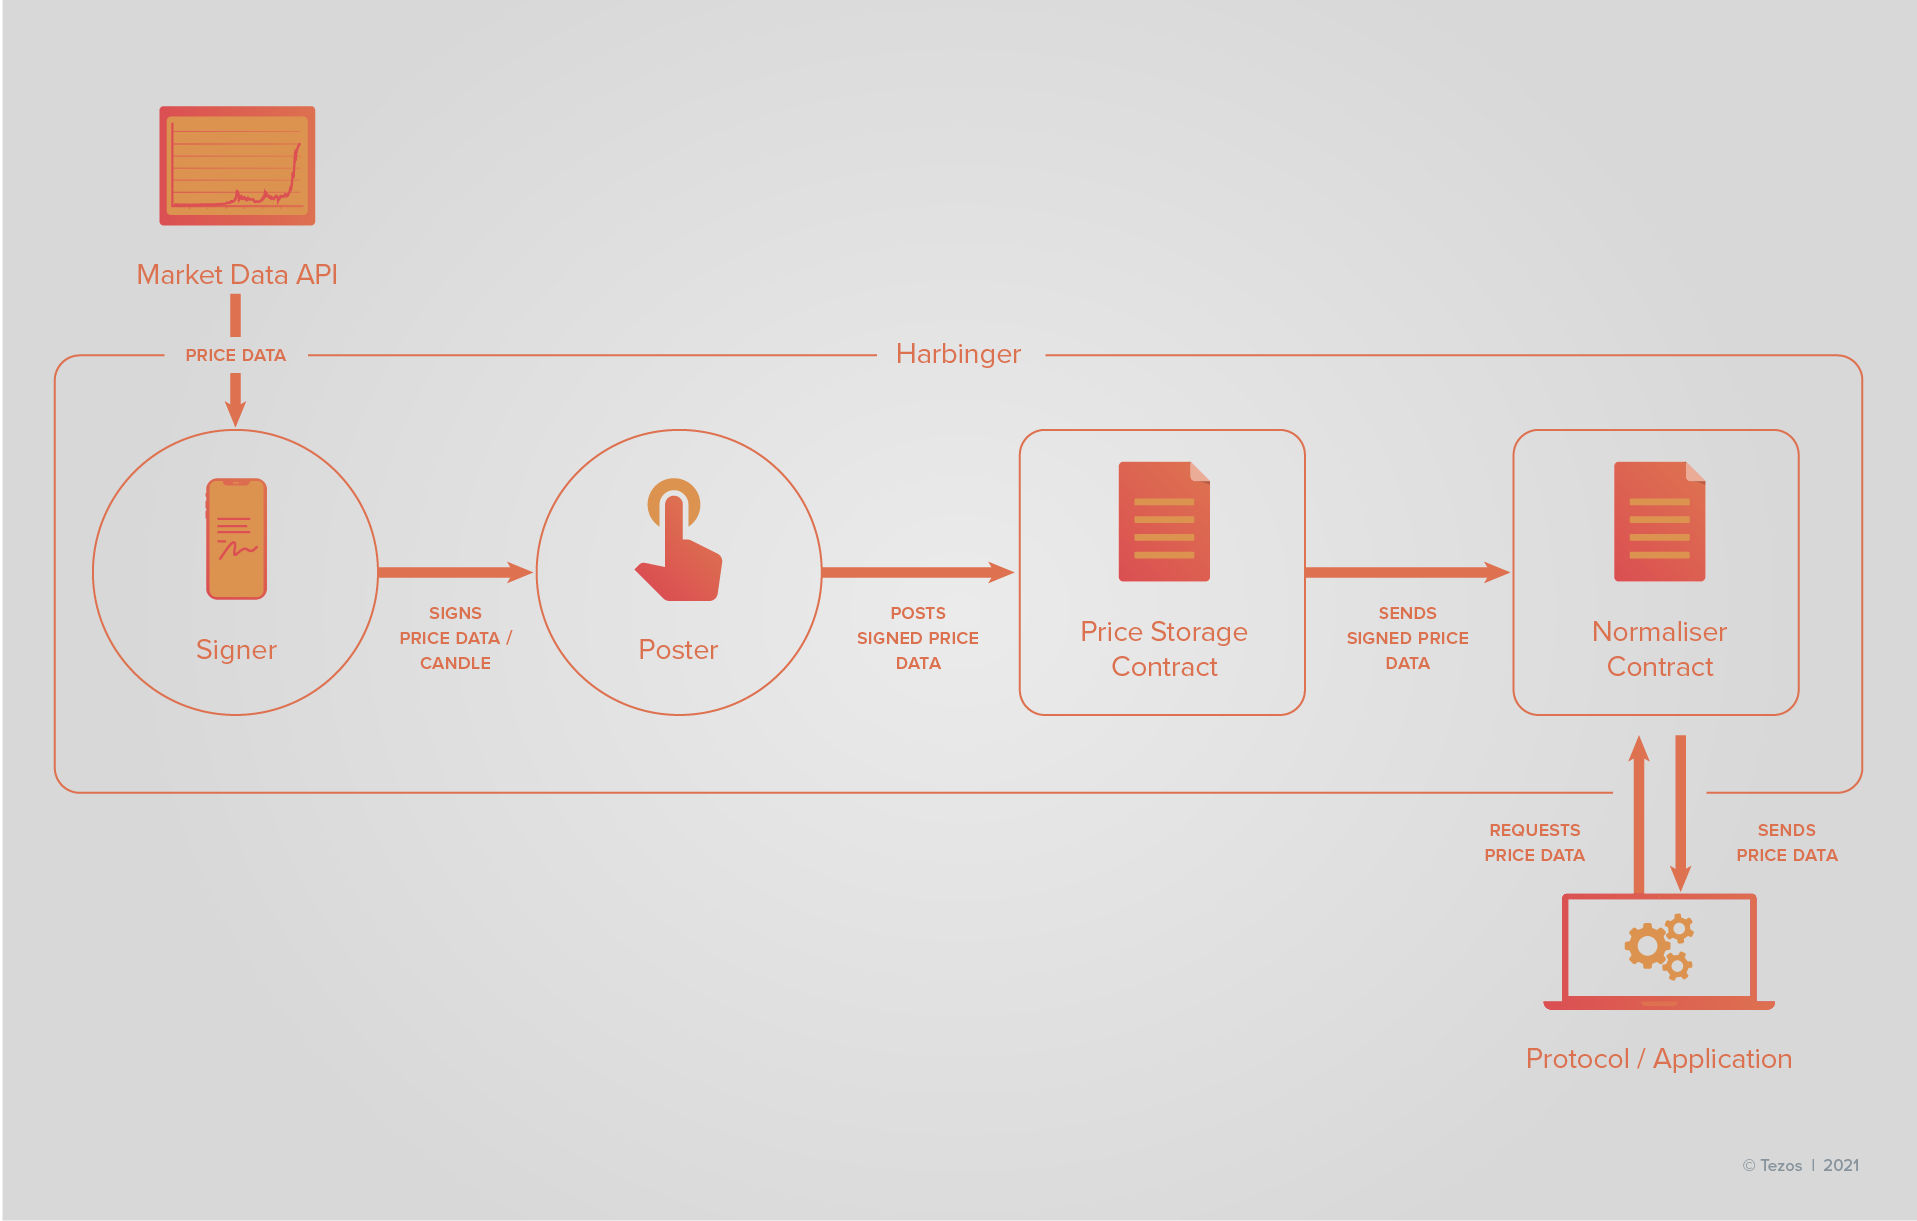 Market Data API
PRICE DATA
Harbinger
Signer
SIGNS
PRICE DATA /
CANDLE
Poster
POSTS
SIGNED PRICE
DATA
Price Storage
Contract
SENDS
SIGNED PRICE
DATA
Normaliser
Contract
REQUESTS
PRICE DATA
SENDS
PRICE DATA
Protocol / Application
© Tezos | 2021